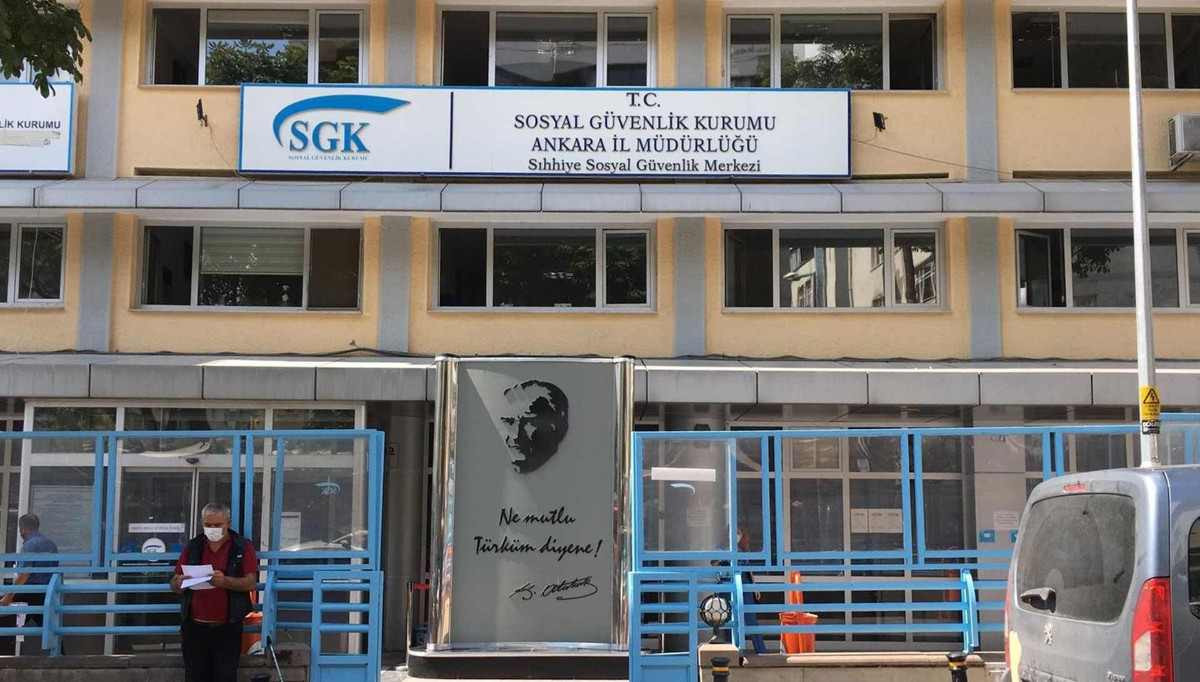 LİK KURUMU
SGK
SOSYAL GÜVENLİK KURUMU
T.C.
SOSYAL GÜVENLİK KURUMU
ANKARA İL MÜDÜRLÜĞÜ
Sıhhiye Sosyal Güvenlik Merkezi
Ne mutlu
Türküm diyene!
K. Atatürk